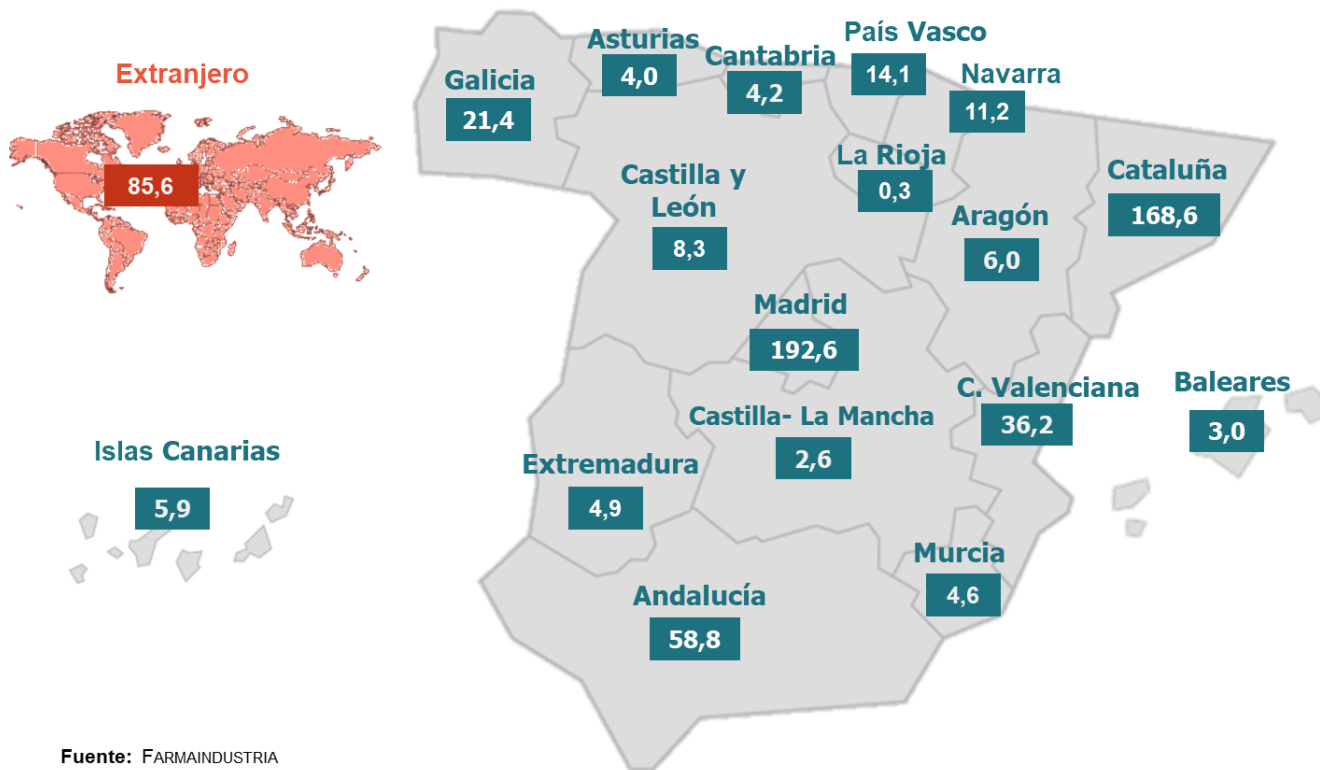 Extranjero
85,6
Asturias
4,0
Cantabria
4,2
País Vasco
14,1
Navarra
11,2
Galicia
21,4
La Rioja
0,3
Castilla y
León
8,3
Aragón
6,0
Cataluña
168,6
Madrid
192,6
C. Valenciana
36,2
Baleares
3,0
Castilla- La Mancha
2,6
Islas Canarias
5,9
Extremadura
4,9
Murcia
4,6
Andalucía
58,8
Fuente: FARMAINDUSTRIA